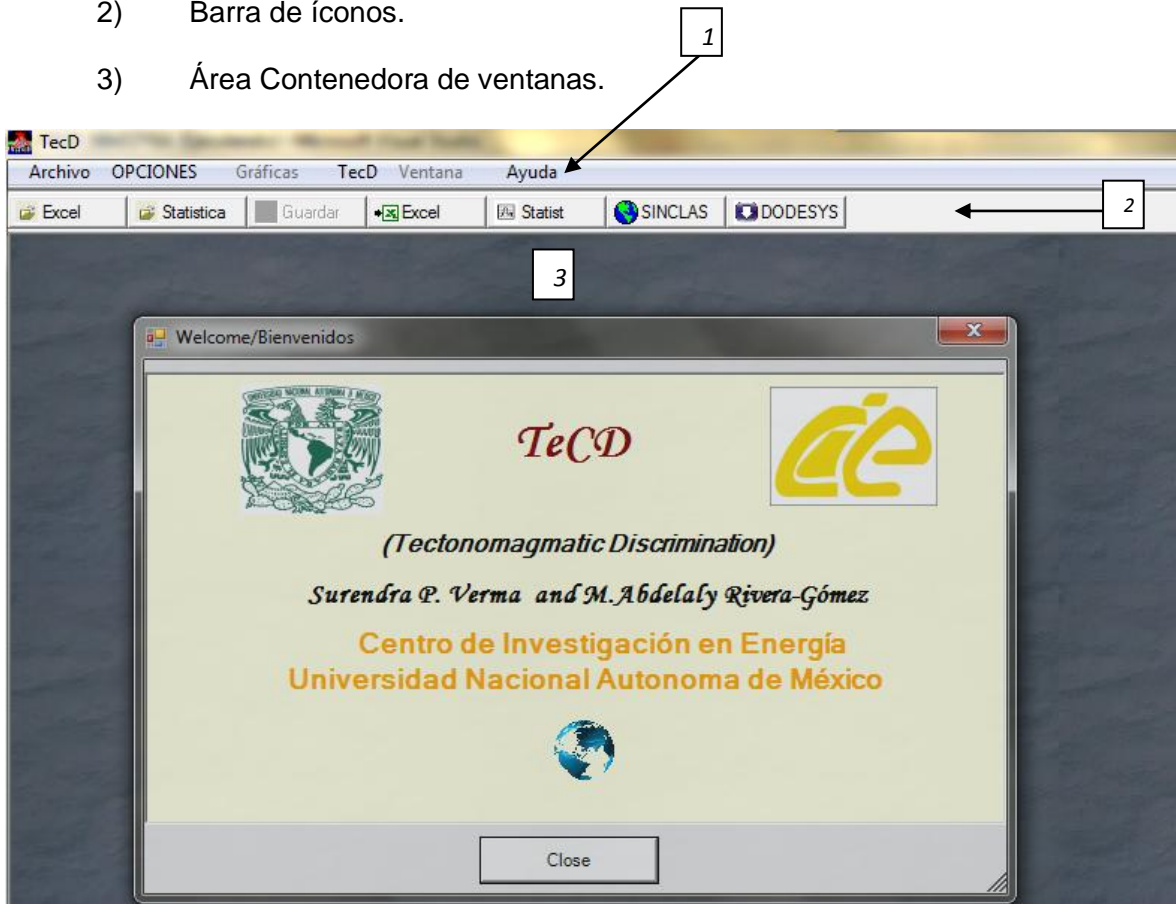 2) Barra de íconos.
1
3) Área Contenedora de ventanas.
TecD
Archivo OPCIONES Gráficas TecD Ventana Ayuda
Excel Statistica Guardar Excel Statist SINCLAS DODESYS
2
3
Welcome/Bienvenidos
TeCD
(Tectonomagmatic Discrimination)
Surendra P. Verma and M.Abdelaly Rivera-Gómez
Centro de Investigación en Energía
Universidad Nacional Autonoma de México
Close